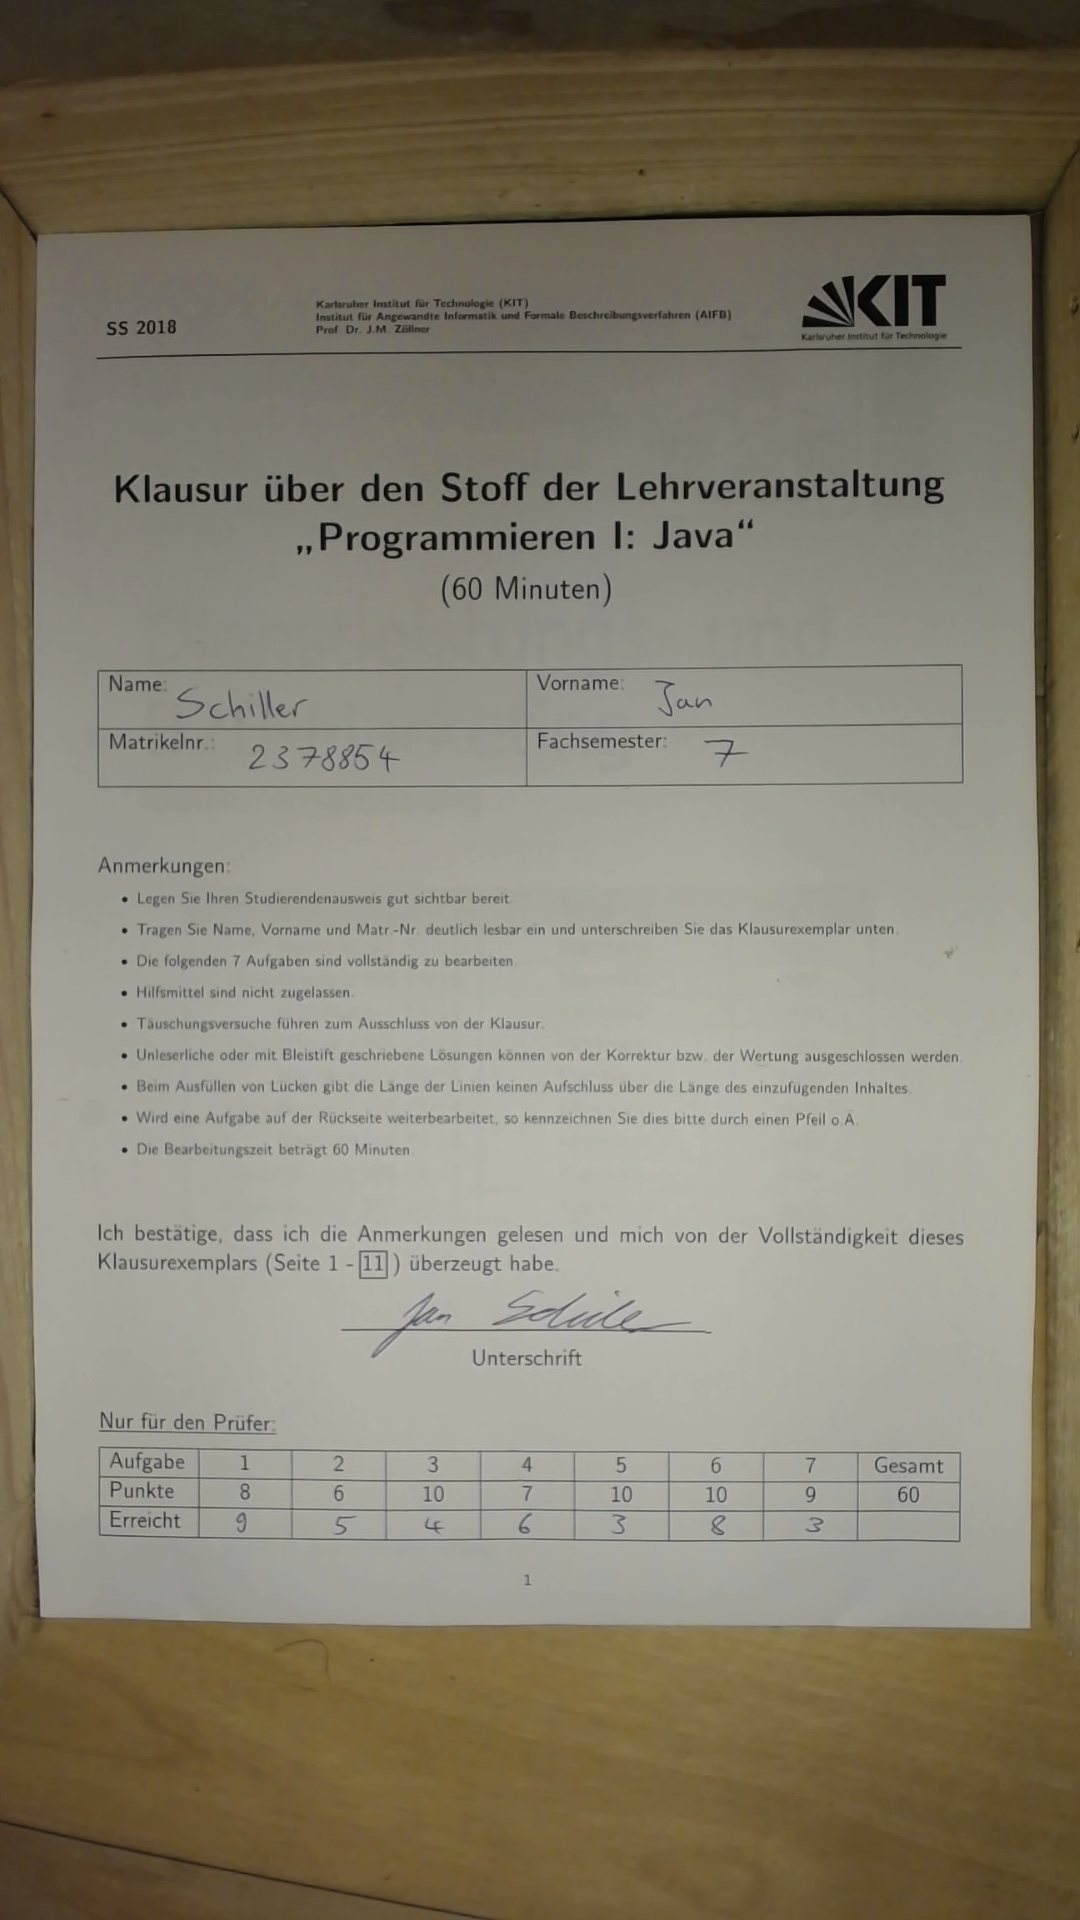 SS 2018
Karlsruher Institut für Technologie (KIT)
Institut für Angewandte Informatik und Formale Beschreibungsverfahren (AIFB)
Prof. Dr. J.M. Zöllner
KIT
Karlsruher Institut für Technologie
Klausur über den Stoff der Lehrveranstaltung
„Programmieren I: Java“
(60 Minuten)
Name: Schiller Vorname: Jan
Matrikelnr.: 2378854 Fachsemester: 7
Anmerkungen:
• Legen Sie Ihren Studierendenausweis gut sichtbar bereit.
• Tragen Sie Name, Vorname und Matr.-Nr. deutlich lesbar ein und unterschreiben Sie das Klausurexemplar unten.
• Die folgenden 7 Aufgaben sind vollständig zu bearbeiten.
• Hilfsmittel sind nicht zugelassen.
• Täuschungsversuche führen zum Ausschluss von der Klausur.
• Unleserliche oder mit Bleistift geschriebene Lösungen können von der Korrektur bzw. der Wertung ausgeschlossen werden.
• Beim Ausfüllen von Lücken gibt die Länge der Linien keinen Aufschluss über die Länge des einzufügenden Inhaltes.
• Wird eine Aufgabe auf der Rückseite weiterbearbeitet, so kennzeichnen Sie dies bitte durch einen Pfeil o.Ä.
• Die Bearbeitungszeit beträgt 60 Minuten.
Ich bestätige, dass ich die Anmerkungen gelesen und mich von der Vollständigkeit dieses
Klausurexemplars (Seite 1 - 11) überzeugt habe.
Jan Schiller
Unterschrift
Nur für den Prüfer:
Aufgabe 1 2 3 4 5 6 7 Gesamt
Punkte 8 6 10 7 10 10 9 60
Erreicht 9 5 4 6 3 8 3
1